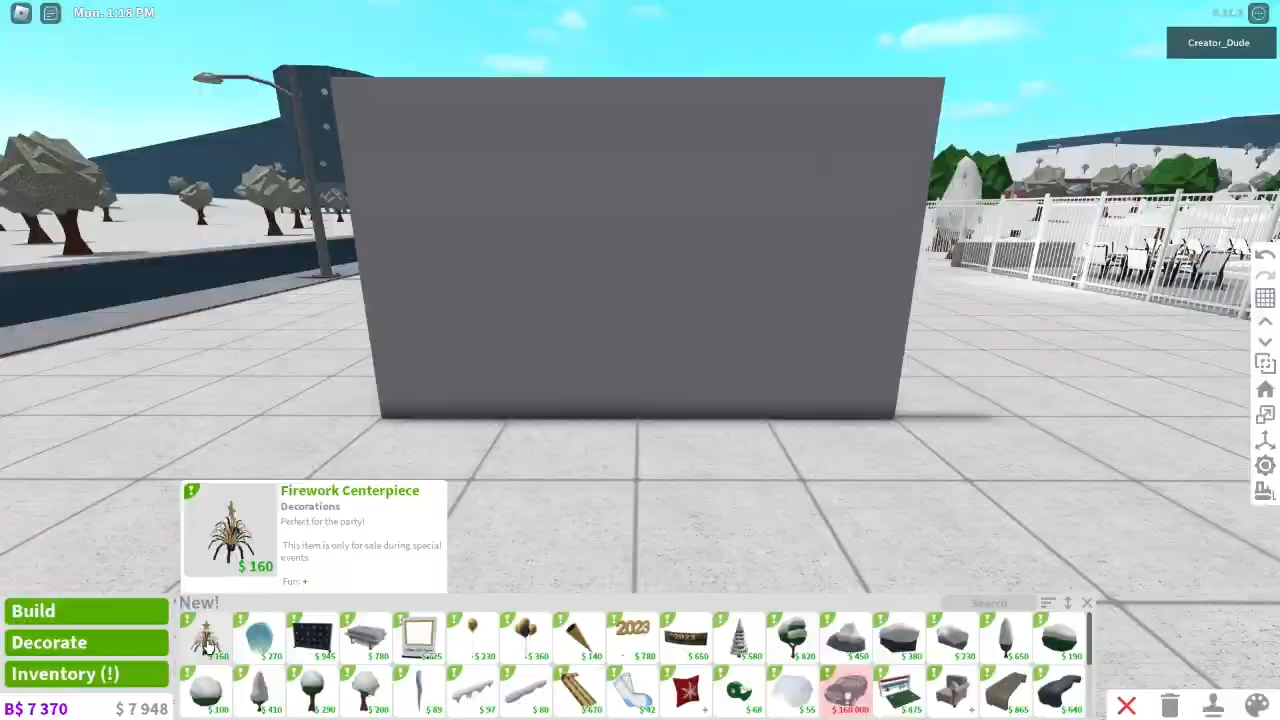 Mon. 1:18 PM
Creator_Dude
Firework Centerpiece
Decorations
Perfect for the party!
This item is only for sale during special
events
$ 160
Fun: +
New!
Search
Build
Decorate
Inventory (!)
B$ 7 370
$ 7 948
$ 270
$ 945
$ 780
$ 230
$ 360
$ 140
2023
$ 780
$ 650
$ 580
$ 820
$ 450
$ 380
$ 230
$ 650
$ 190
$ 100
$ 410
$ 290
$ 200
$ 89
$ 97
$ 80
$ 670
$ 42
$ 68
$ 55
$ 160 000
$ 875
$ 865
$ 640